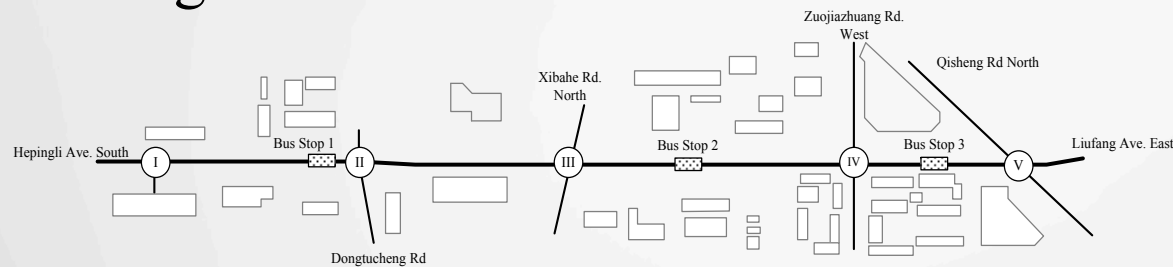 Zuojiazhuang Rd.
West
Qisheng Rd North
Xibahe Rd.
North
Hepingli Ave. South
Bus Stop 1
Bus Stop 2
Bus Stop 3
Liufang Ave. East
I
II
III
IV
V
Dongtucheng Rd